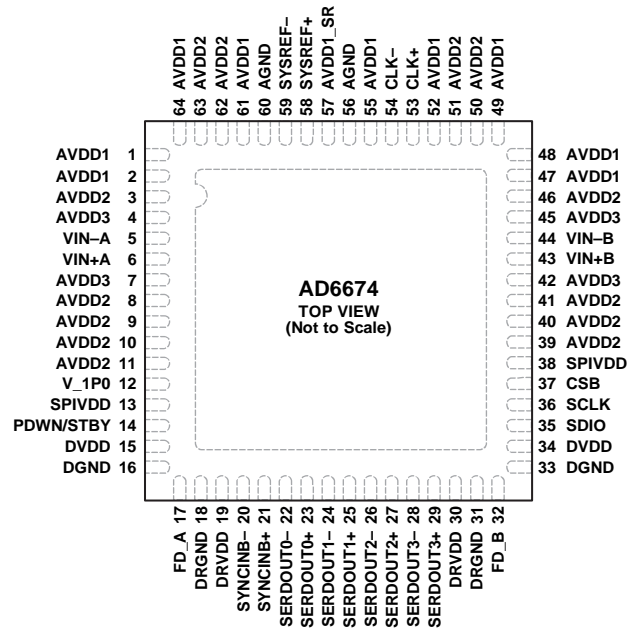 64 AVDD1
63 AVDD2
62 AVDD2
61 AVDD1
60 AGND
59 SYSREF–
58 SYSREF+
57 AVDD1_SR
56 AGND
55 AVDD1
54 CLK–
53 CLK+
52 AVDD1
51 AVDD2
50 AVDD2
49 AVDD1
AVDD1 1
AVDD1 2
AVDD2 3
AVDD3 4
VIN–A 5
VIN+A 6
AVDD3 7
AVDD2 8
AVDD2 9
AVDD2 10
AVDD2 11
V_1P0 12
SPIVDD 13
PDWN/STBY 14
DVDD 15
DGND 16
AD6674
TOP VIEW
(Not to Scale)
48 AVDD1
47 AVDD1
46 AVDD2
45 AVDD3
44 VIN–B
43 VIN+B
42 AVDD3
41 AVDD2
40 AVDD2
39 AVDD2
38 SPIVDD
37 CSB
36 SCLK
35 SDIO
34 DVDD
33 DGND
FD_A 17
DRGND 18
DRVDD 19
SYNCINB– 20
SYNCINB+ 21
SERDOUT0– 22
SERDOUT0+ 23
SERDOUT1– 24
SERDOUT1+ 25
SERDOUT2– 26
SERDOUT2+ 27
SERDOUT3– 28
SERDOUT3+ 29
DRVDD 30
DRGND 31
FD_B 32